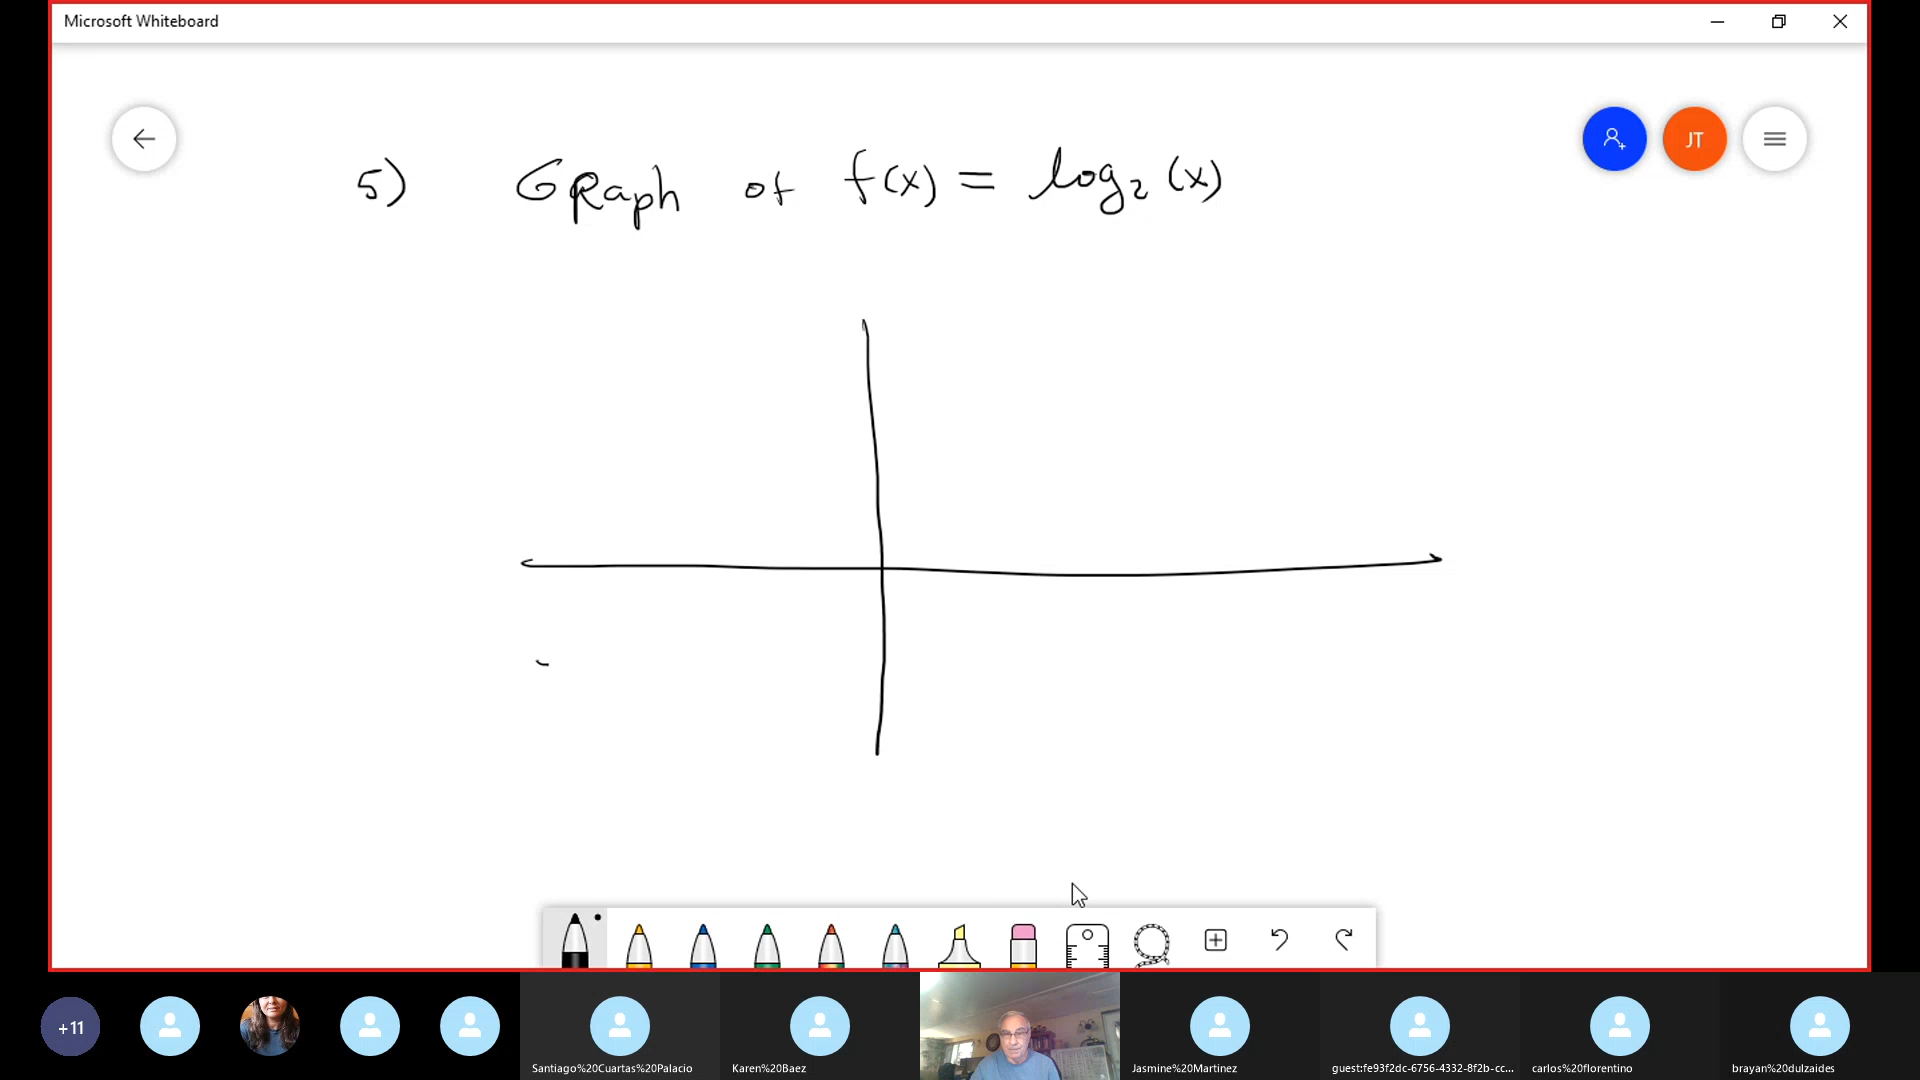 Microsoft Whiteboard
JT
5) Graph of f(x) = log₂(x)
+11
Santiago%20Cuartas%20Palacio
Karen%20Baez
Jasmine%20Martinez
guest:fe93f2dc-6756-4332-8f2b-cc...
carlos%20florentino
brayan%20dulzaides